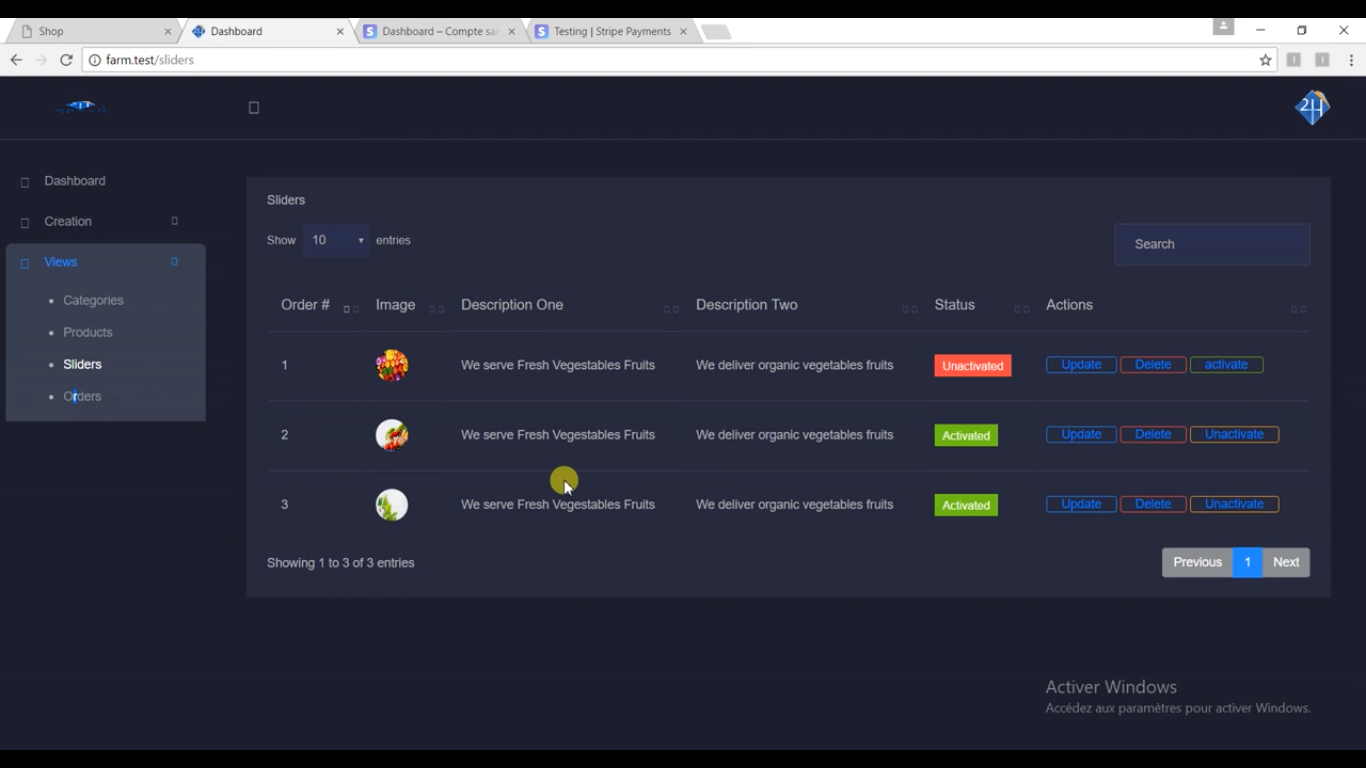 Shop
Dashboard
Dashboard – Compte sa
Testing | Stripe Payments
farm.test/sliders
2H
Dashboard
Creation
Views
Categories
Products
Sliders
Orders
Sliders
Show 10 entries
Search
Order # Image Description One Description Two Status Actions
1 We serve Fresh Vegestables Fruits We deliver organic vegetables fruits Unactivated Update Delete activate
2 We serve Fresh Vegestables Fruits We deliver organic vegetables fruits Activated Update Delete Unactivate
3 We serve Fresh Vegestables Fruits We deliver organic vegetables fruits Activated Update Delete Unactivate
Showing 1 to 3 of 3 entries
Previous 1 Next
Activer Windows
Accédez aux paramètres pour activer Windows.